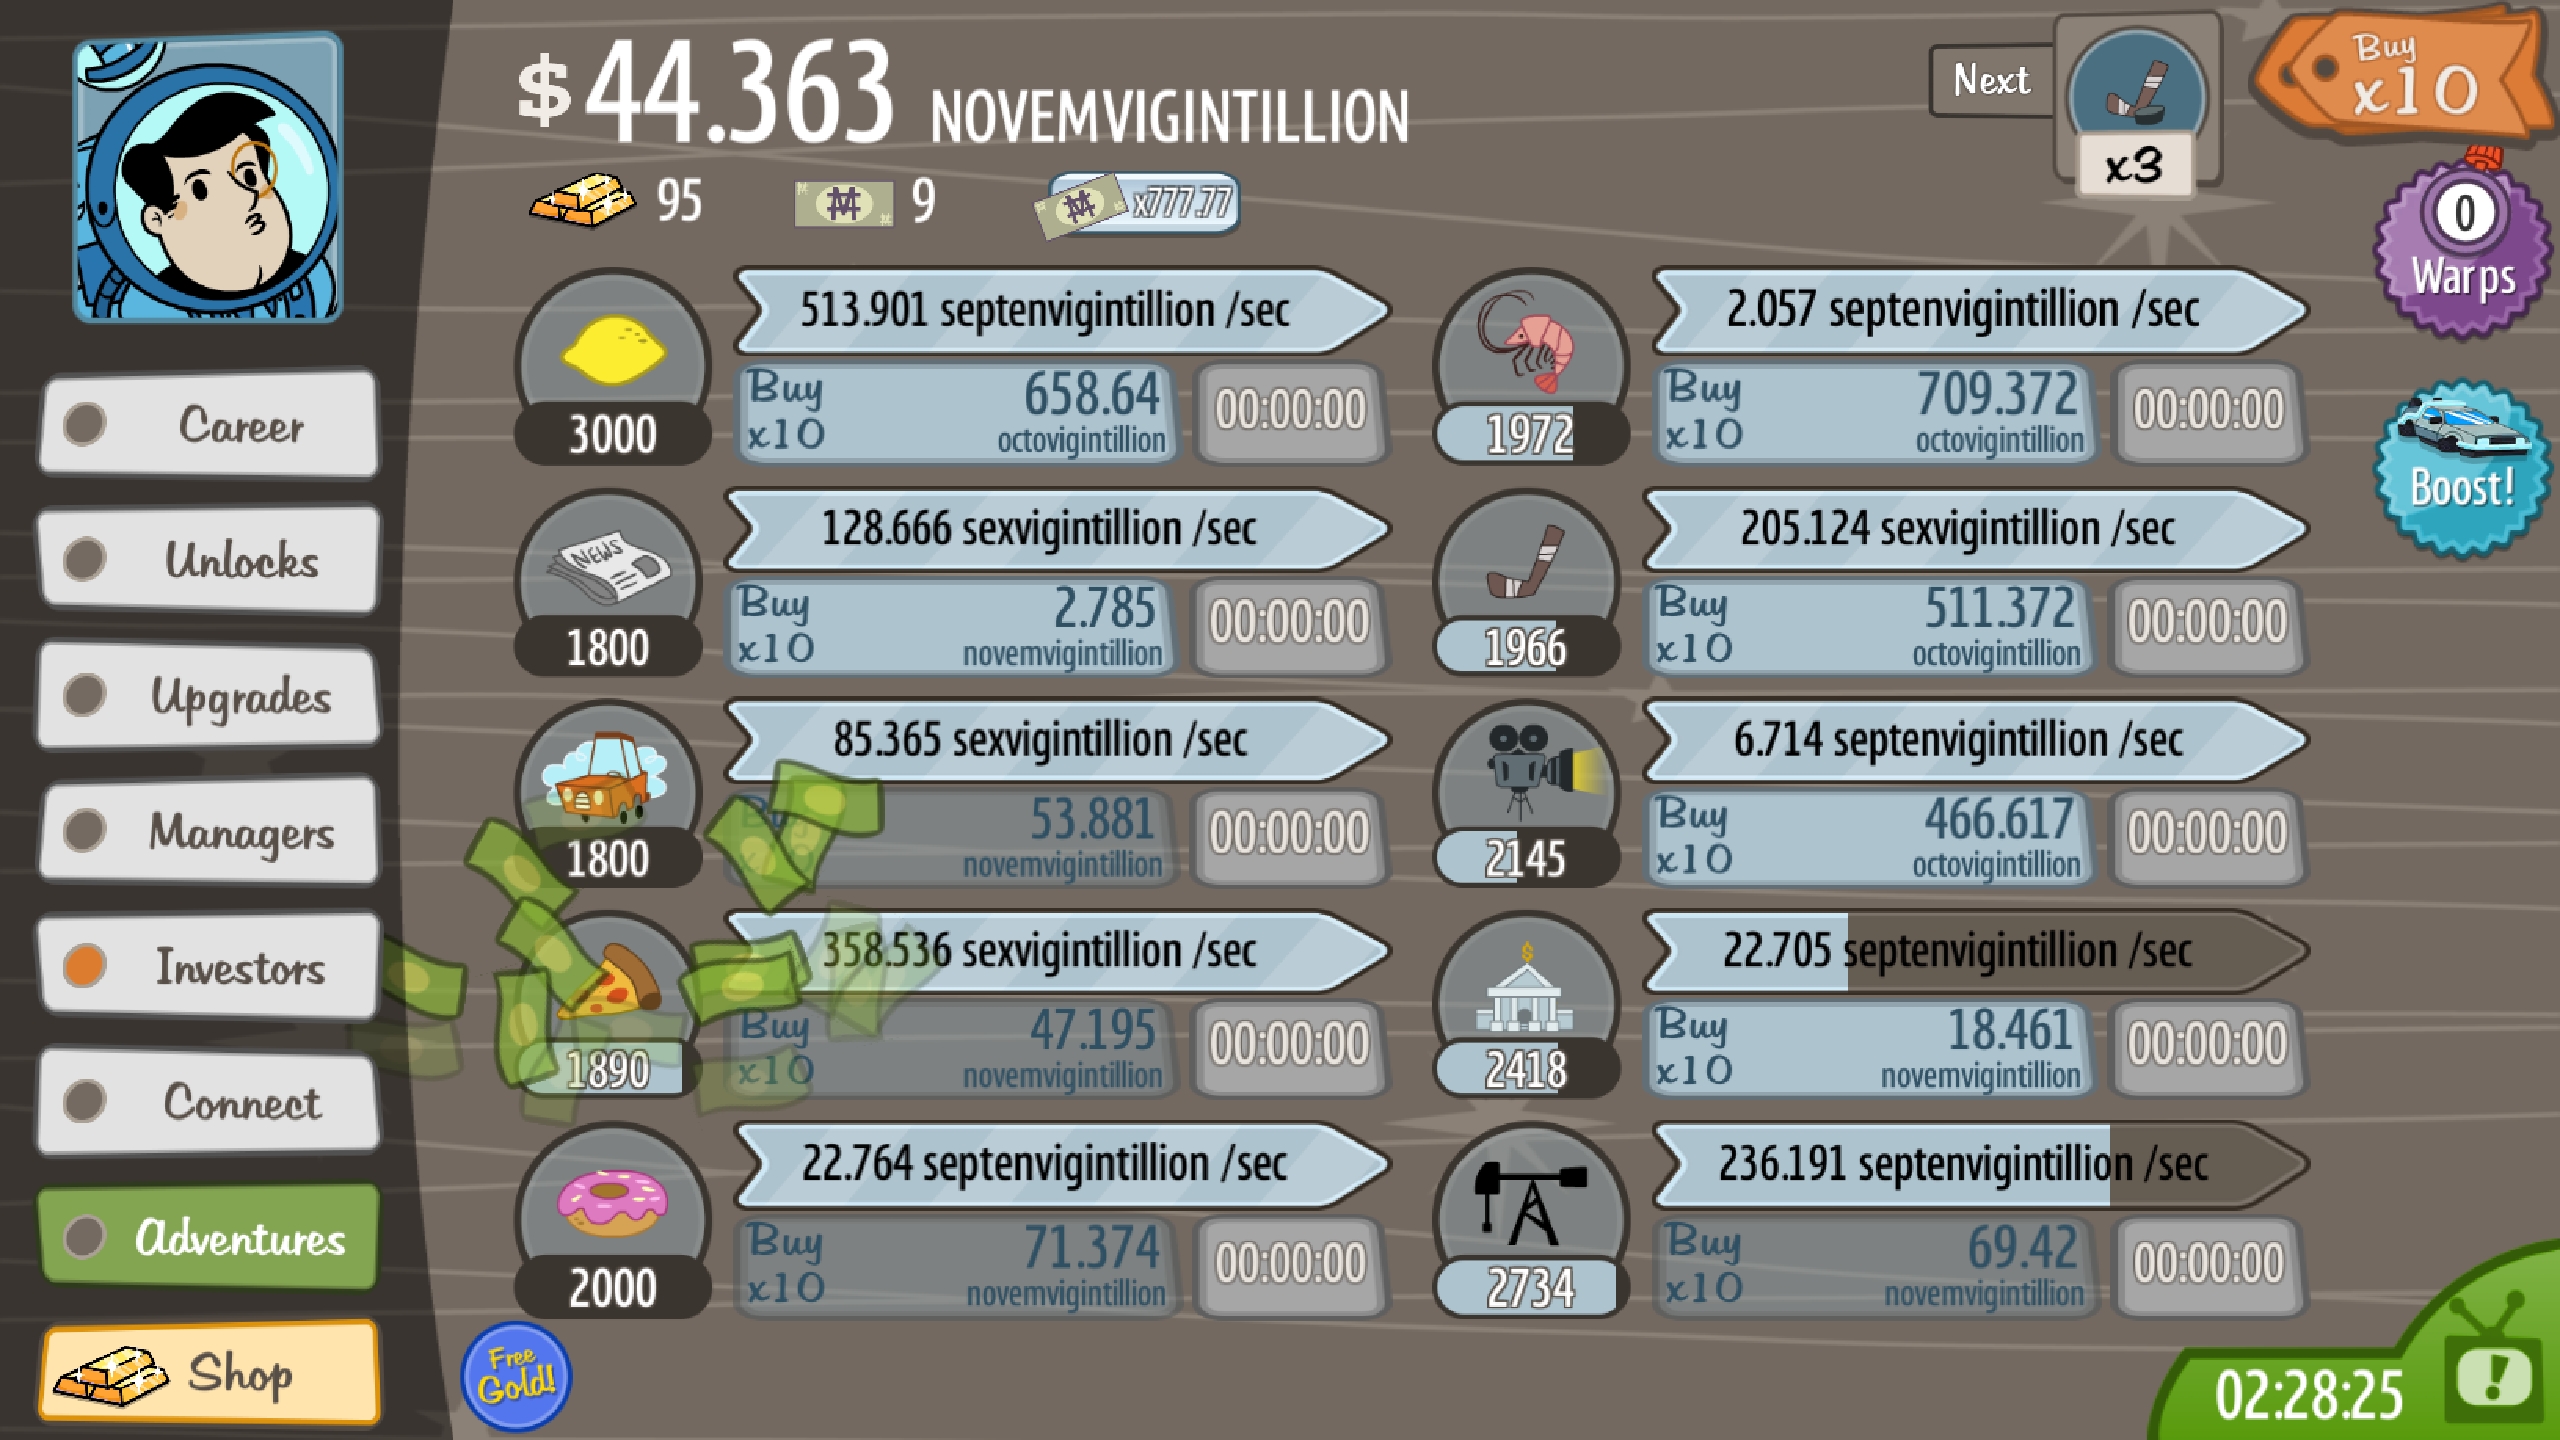 $44.363 NOVEMVIGINTILLION
Next
x3
Buy
x10
95
9
x777.77
0
Warps
Boost!
Career
Unlocks
Upgrades
Managers
Investors
Connect
Adventures
Shop
513.901 septenvigintillion /sec
3000
Buy
x10
658.64
octovigintillion
00:00:00
2.057 septenvigintillion /sec
1972
Buy
x10
709.372
octovigintillion
00:00:00
NEWS
128.666 sexvigintillion /sec
1800
Buy
x10
2.785
novemvigintillion
00:00:00
205.124 sexvigintillion /sec
1966
Buy
x10
511.372
octovigintillion
00:00:00
85.365 sexvigintillion /sec
1800
53.881
novemvigintillion
00:00:00
6.714 septenvigintillion /sec
2145
Buy
x10
466.617
octovigintillion
00:00:00
358.536 sexvigintillion /sec
1890
Buy
x10
47.195
novemvigintillion
00:00:00
22.705 septenvigintillion /sec
2418
Buy
x10
18.461
novemvigintillion
00:00:00
22.764 septenvigintillion /sec
2000
Buy
x10
71.374
novemvigintillion
00:00:00
236.191 septenvigintillion /sec
2734
Buy
x10
69.42
novemvigintillion
00:00:00
Free
Gold!
02:28:25
!